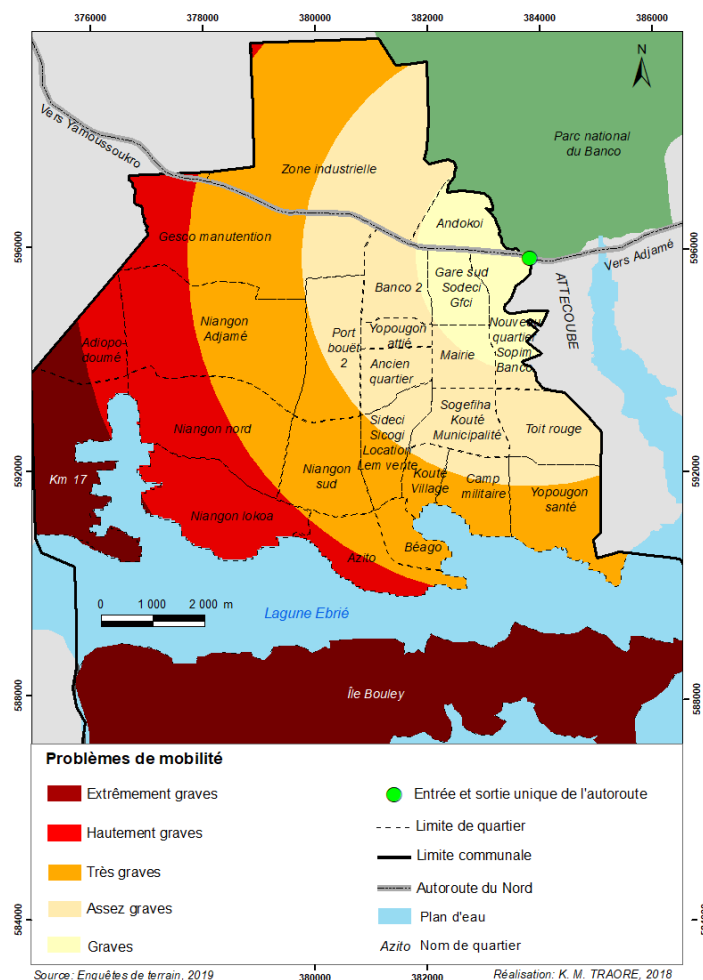 376000
378000
380000
382000
384000
386000
N
Vers Yamoussoukro
Zone industrielle
Parc national
du Banco
Andokoi
596000
596000
Gesco manutention
Vers Adjamé
Gare sud
Sodeci
Gfci
ATTECOUBE
Banco 2
Niangon
Adjamé
Port
bouët
2
Yopougon
attié
Nouveau
quartier
Sopim
Banco
Adiopo-
doumé
Mairie
Ancien
quartier
Sideci
Sicogi
Location
Lem vente
Sogefiha
Kouté
Municipalité
Niangon nord
Toit rouge
592000
592000
Km 17
Niangon
sud
Kouté
Village
Camp
militaire
Yopougon
santé
Niangon lokoa
Azito
Béago
0 1 000 2 000 m
Lagune Ebrié
588000
588000
Île Bouley
Problèmes de mobilité
Extrêmement graves
Hautement graves
Très graves
Assez graves
Graves
Entrée et sortie unique de l'autoroute
Limite de quartier
Limite communale
Autoroute du Nord
Plan d'eau
Azito Nom de quartier
584000
584000
Source: Enquêtes de terrain, 2019
Réalisation: K. M. TRAORE, 2018
380000
382000